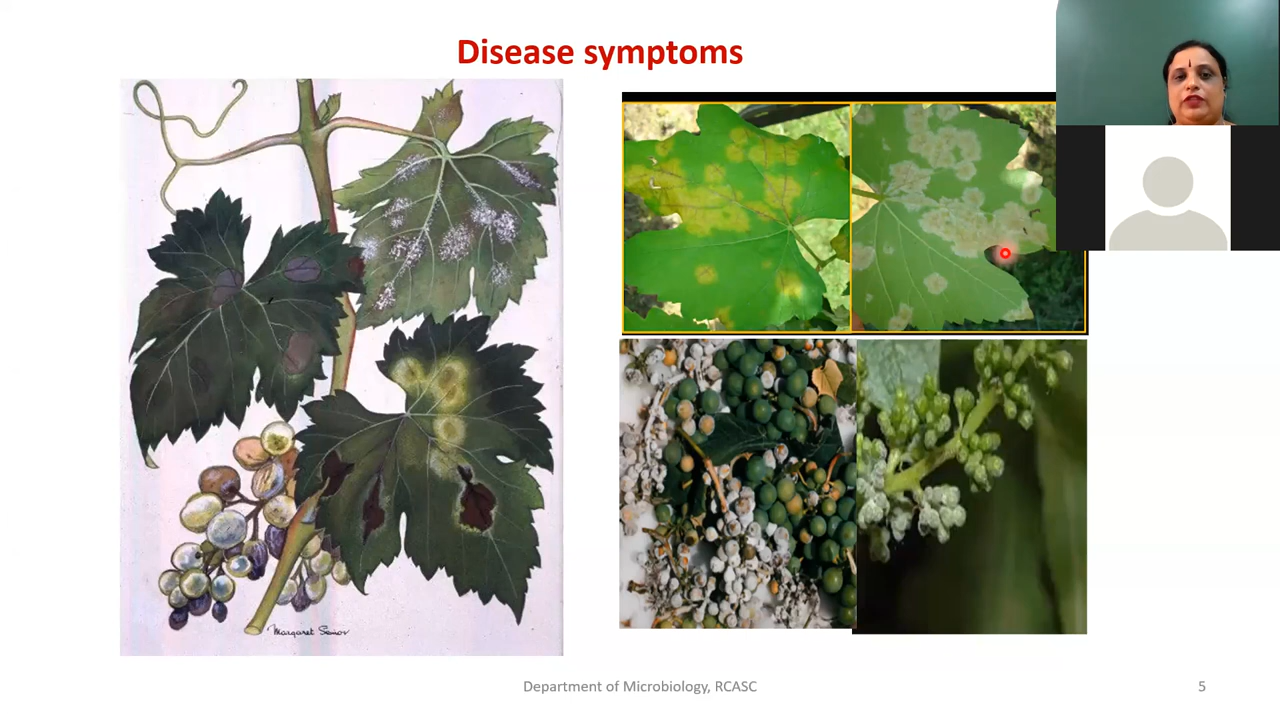 Disease symptoms
Margaret Senior
Department of Microbiology, RCASC
5